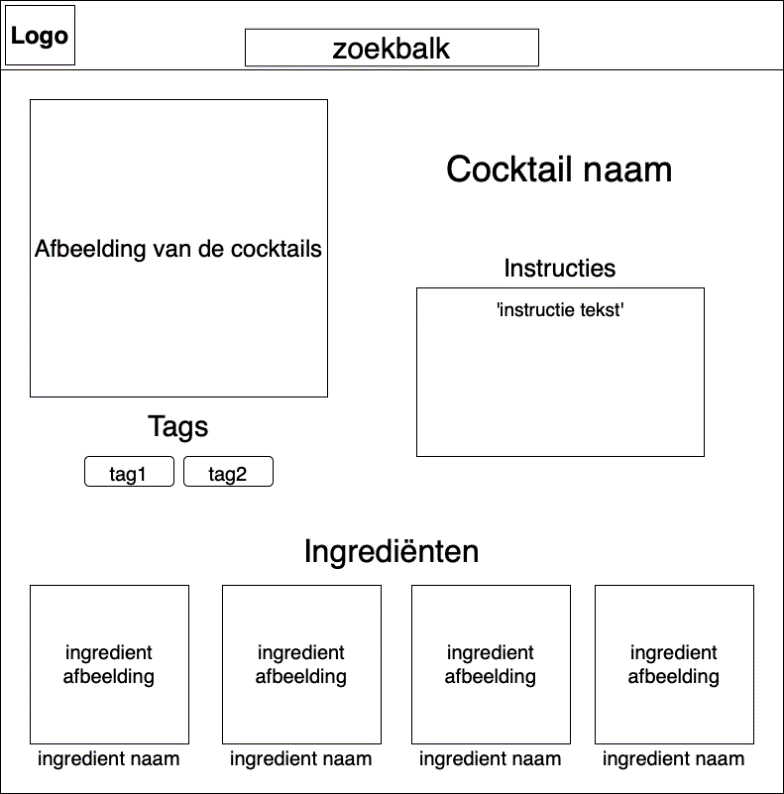 Logo
zoekbalk
Afbeelding van de cocktails
Cocktail naam
Instructies
'instructie tekst'
Tags
tag1
tag2
Ingrediënten
ingredient
afbeelding
ingredient naam
ingredient
afbeelding
ingredient naam
ingredient
afbeelding
ingredient naam
ingredient
afbeelding
ingredient naam